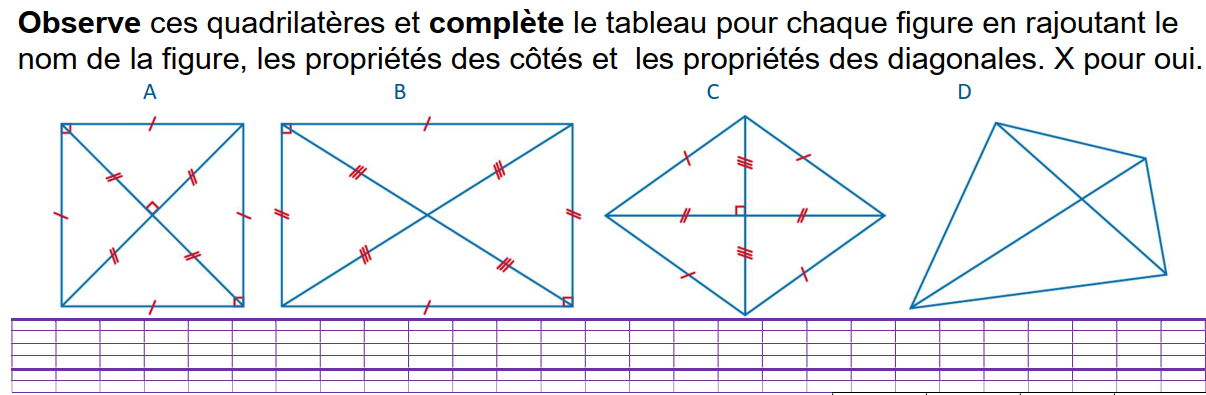 Observe ces quadrilatères et complète le tableau pour chaque figure en rajoutant le
nom de la figure, les propriétés des côtés et  les propriétés des diagonales. X pour oui.
A B C D